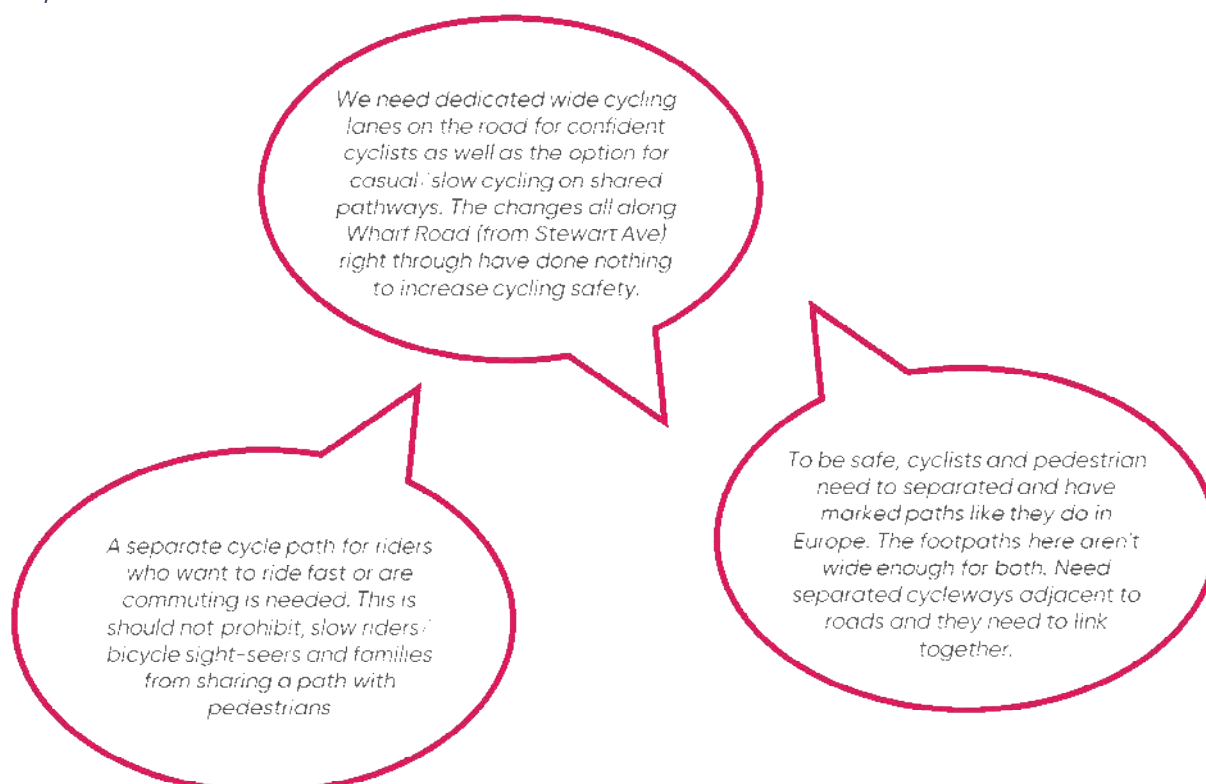 We need dedicated wide cycling
lanes on the road for confident
cyclists as well as the option for
casual/slow cycling on shared
pathways. The changes all along
Wharf Road (from Stewart Ave)
right through have done nothing
to increase cycling safety.
A separate cycle path for riders
who want to ride fast or are
commuting is needed. This is
should not prohibit, slow riders/
bicycle sight-seers and families
from sharing a path with
pedestrians
To be safe, cyclists and pedestrian
need to separated and have
marked paths like they do in
Europe. The footpaths here aren't
wide enough for both. Need
separated cycleways adjacent to
roads and they need to link
together.